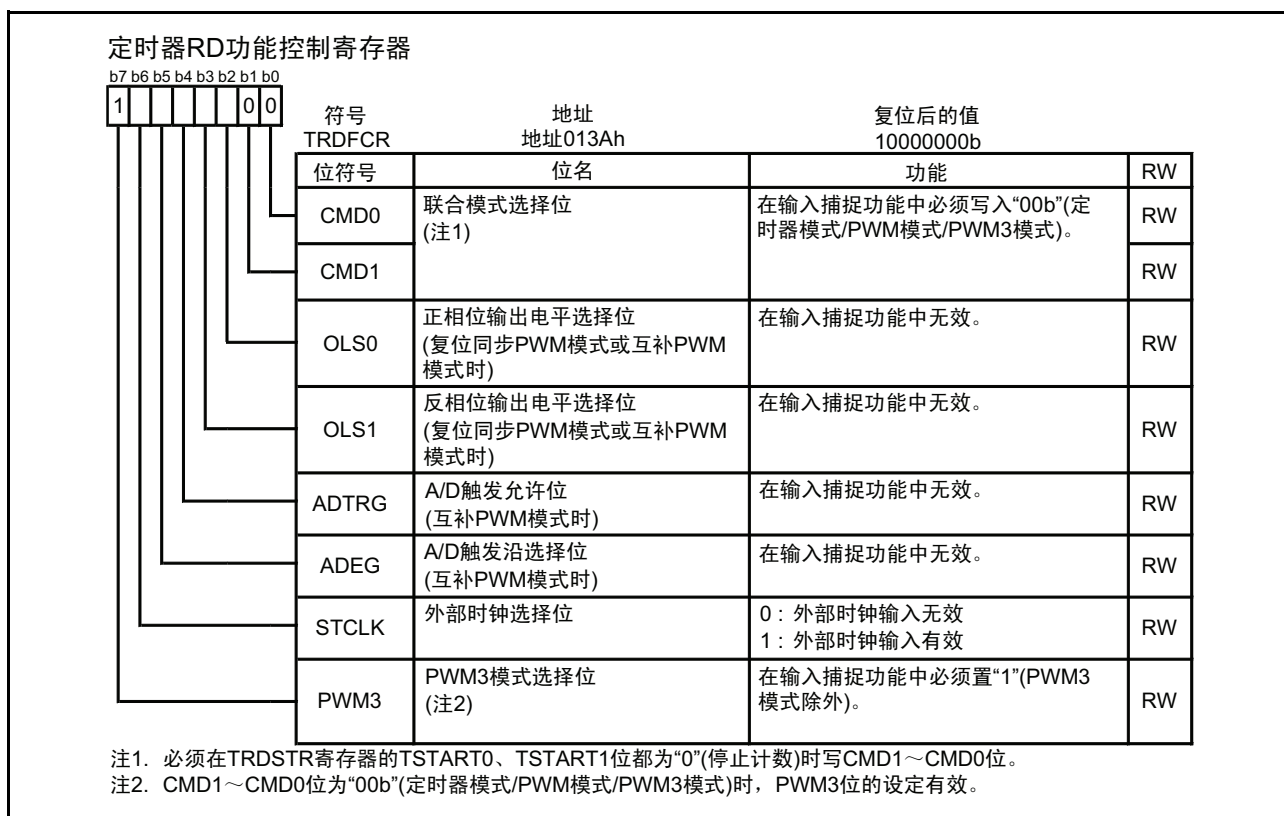 定时器RD功能控制寄存器
b7 b6 b5 b4 b3 b2 b1 b0
1 0 0
符号 地址 复位后的值
TRDFCR 地址013Ah 10000000b
位符号 位名 功能 RW
CMD0 联合模式选择位 在输入捕捉功能中必须写入“00b”(定 RW
(注1) 时器模式/PWM模式/PWM3模式)。
CMD1 RW
正相位输出电平选择位 在输入捕捉功能中无效。
OLS0 (复位同步PWM模式或互补PWM RW
模式时)
反相位输出电平选择位 在输入捕捉功能中无效。
OLS1 (复位同步PWM模式或互补PWM RW
模式时)
ADTRG A/D触发允许位 在输入捕捉功能中无效。 RW
(互补PWM模式时)
ADEG A/D触发沿选择位 在输入捕捉功能中无效。 RW
(互补PWM模式时)
STCLK 外部时钟选择位 0：外部时钟输入无效 RW
1：外部时钟输入有效
PWM3 PWM3模式选择位 在输入捕捉功能中必须置“1”(PWM3 RW
(注2) 模式除外)。
注1. 必须在TRDSTR寄存器的TSTART0、TSTART1位都为“0”(停止计数)时写CMD1～CMD0位。
注2. CMD1～CMD0位为“00b”(定时器模式/PWM模式/PWM3模式)时，PWM3位的设定有效。